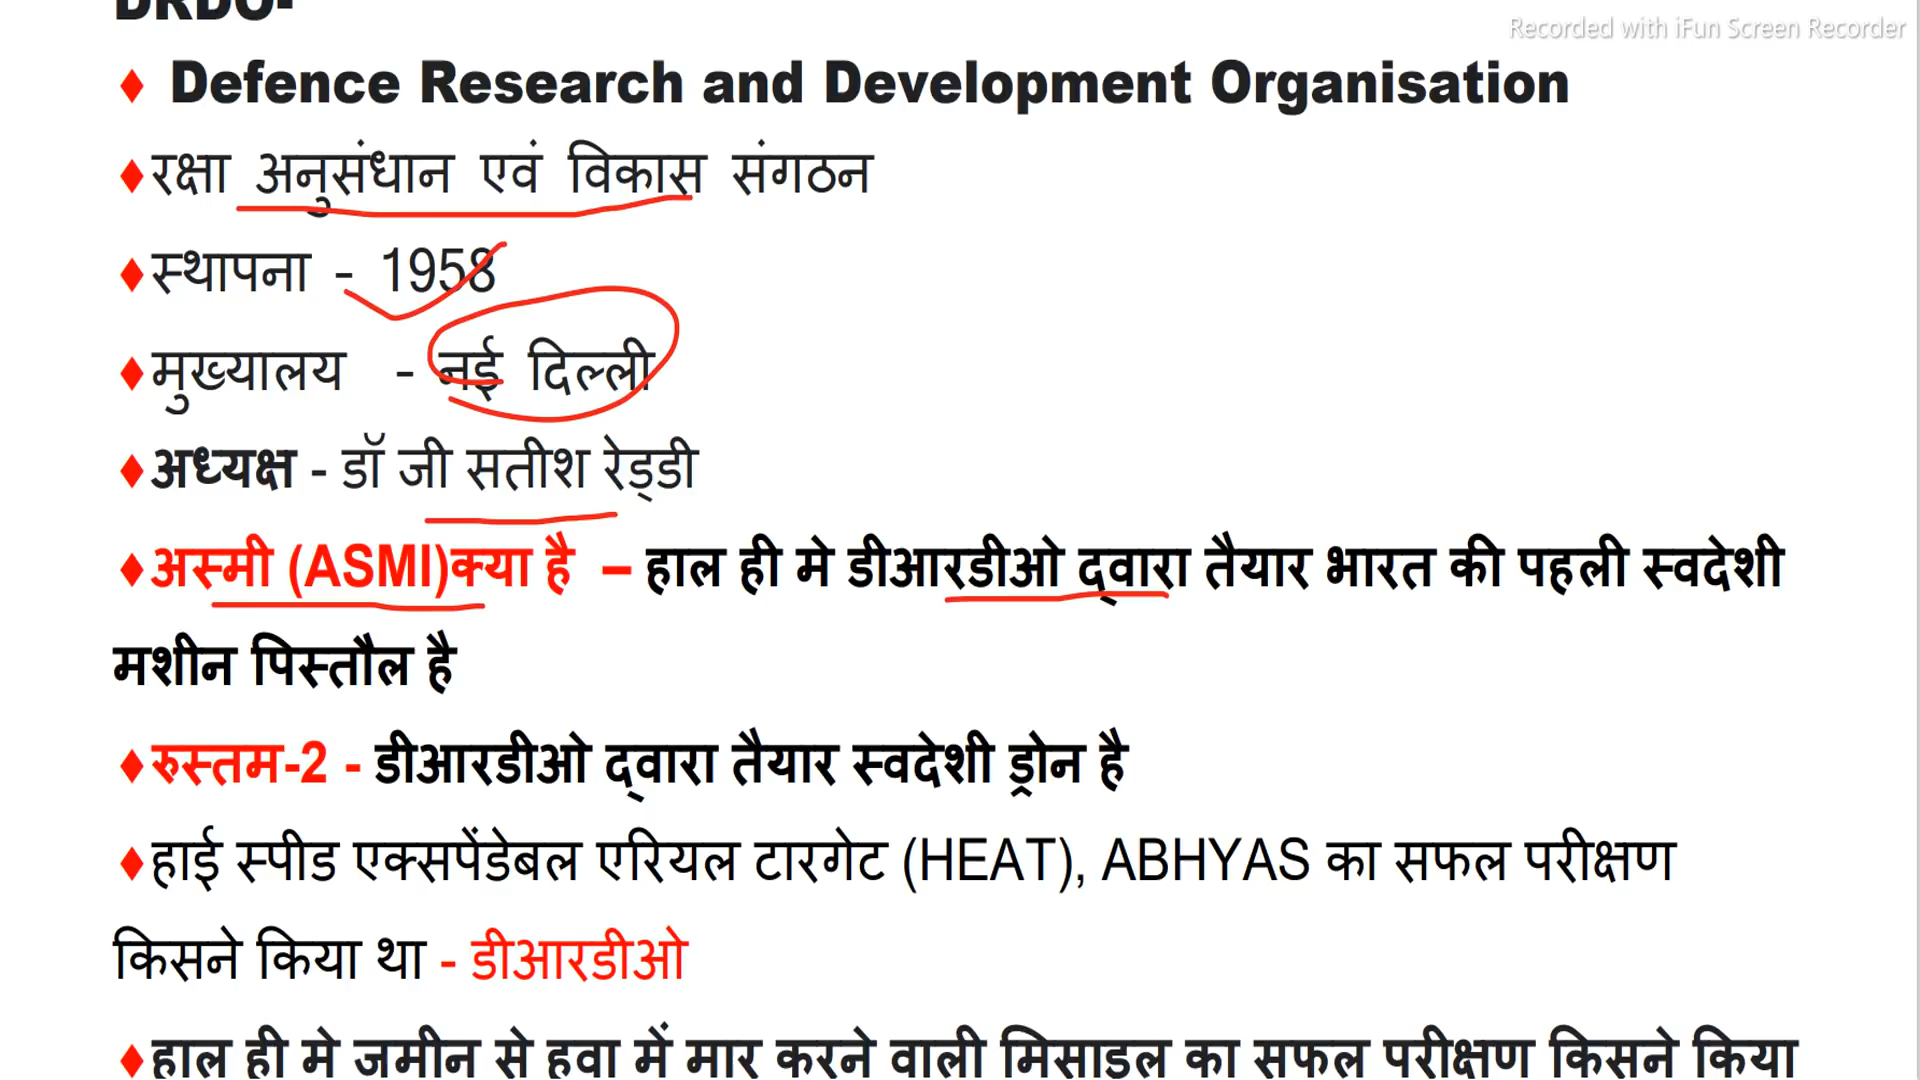 DRDO-
Recorded with iFun Screen Recorder
♦ Defence Research and Development Organisation
♦रक्षा अनुसंधान एवं विकास संगठन
♦स्थापना - 1958
♦मुख्यालय - नई दिल्ली
♦अध्यक्ष - डॉ जी सतीश रेड्डी
♦अस्मी (ASMI)क्या है – हाल ही मे डीआरडीओ द्वारा तैयार भारत की पहली स्वदेशी
मशीन पिस्तौल है
♦रुस्तम-2 - डीआरडीओ द्वारा तैयार स्वदेशी ड्रोन है
♦हाई स्पीड एक्सपेंडेबल एरियल टारगेट (HEAT), ABHYAS का सफल परीक्षण
किसने किया था - डीआरडीओ
♦हाल ही मे जमीन से हवा में मार करने वाली मिसाइल का सफल परीक्षण किसने किया